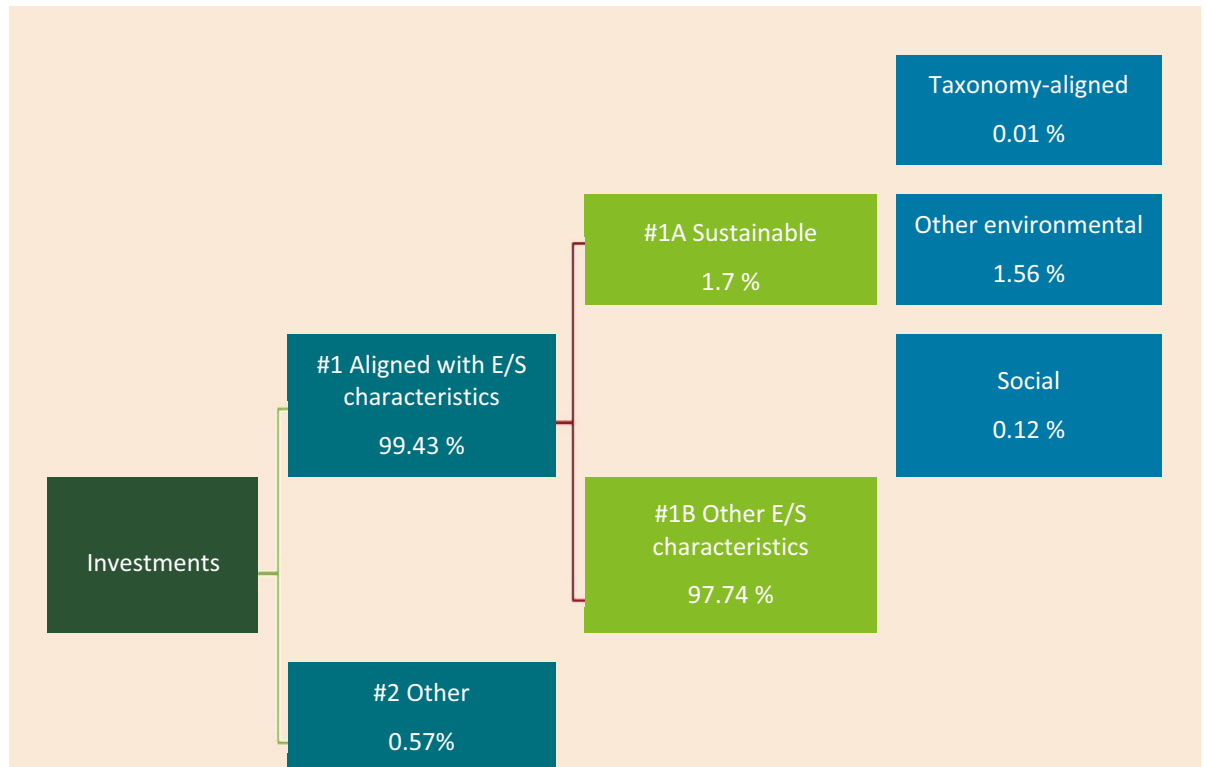 Taxonomy-aligned
0.01 %
#1A Sustainable
1.7 %
Other environmental
1.56 %
#1 Aligned with E/S
characteristics
99.43 %
Social
0.12 %
Investments
#1B Other E/S
characteristics
97.74 %
#2 Other
0.57%